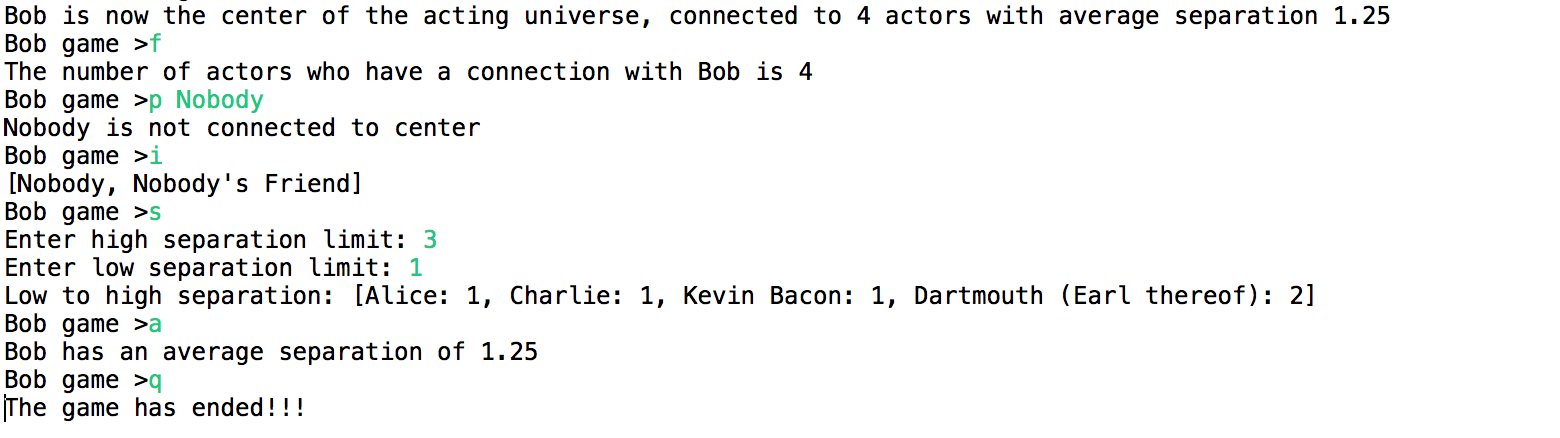 Bob is now the center of the acting universe, connected to 4 actors with average separation 1.25
Bob game >f
The number of actors who have a connection with Bob is 4
Bob game >p Nobody
Nobody is not connected to center
Bob game >i
[Nobody, Nobody's Friend]
Bob game >s
Enter high separation limit: 3
Enter low separation limit: 1
Low to high separation: [Alice: 1, Charlie: 1, Kevin Bacon: 1, Dartmouth (Earl thereof): 2]
Bob game >a
Bob has an average separation of 1.25
Bob game >q
The game has ended!!!